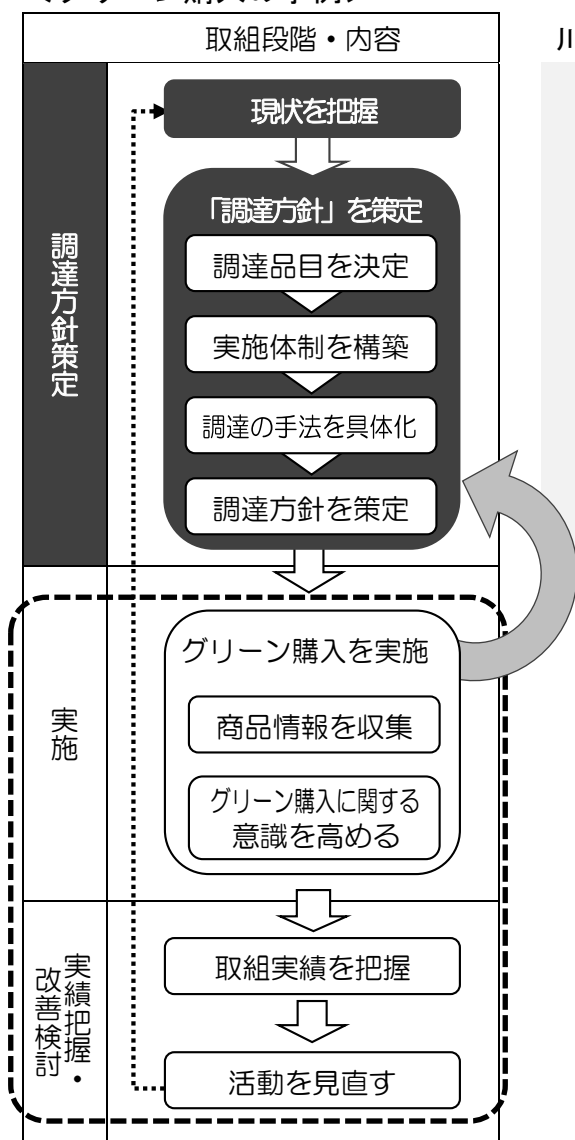 取組段階・内容
調達方針策定
現状を把握
「調達方針」を策定
調達品目を決定
実施体制を構築
調達の手法を具体化
調達方針を策定
実施
グリーン購入を実施
商品情報を収集
グリーン購入に関する
意識を高める
実績把握・
改善検討
取組実績を把握
活動を見直す